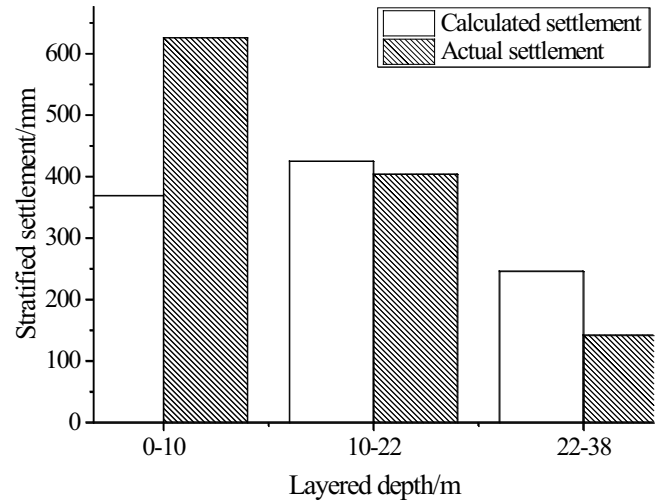 Calculated settlement
Actual settlement
Stratified settlement/mm
600
500
400
300
200
100
0
0-10
10-22
22-38
Layered depth/m